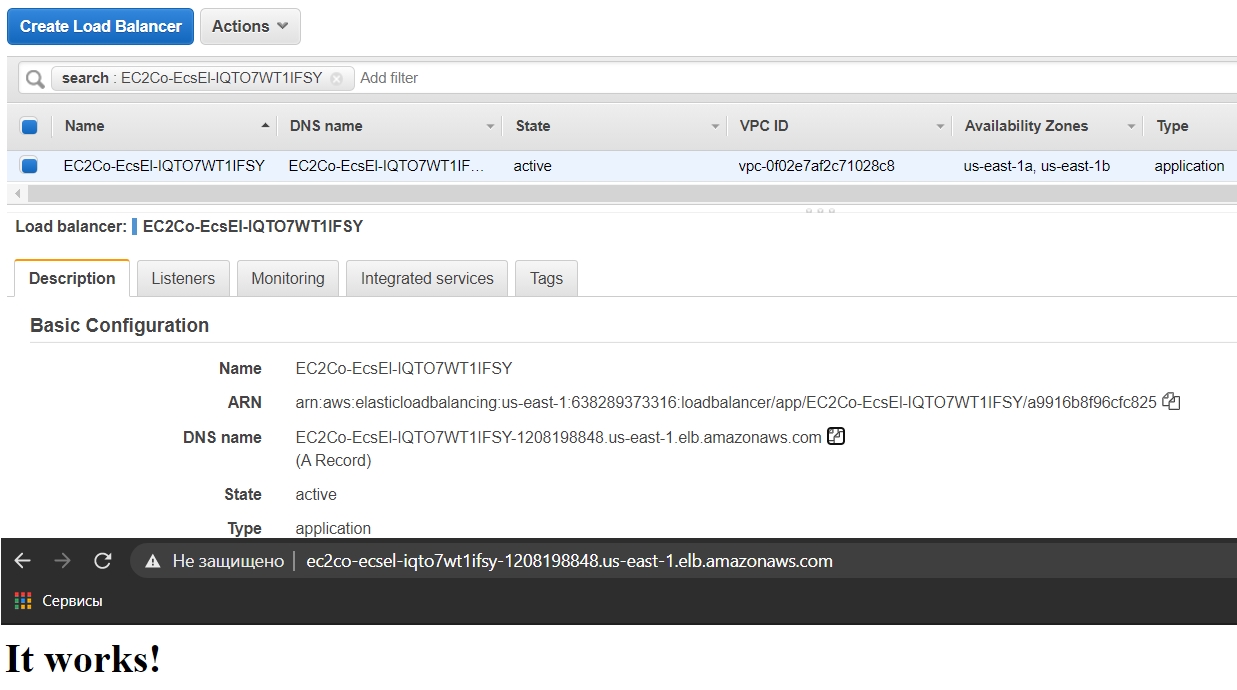 Create Load Balancer Actions
search : EC2Co-EcsEl-IQTO7WT1IFSY Add filter
Name DNS name State VPC ID Availability Zones Type
EC2Co-EcsEl-IQTO7WT1IFSY EC2Co-EcsEl-IQTO7WT1IF... active vpc-0f02e7af2c71028c8 us-east-1a, us-east-1b application
Load balancer: EC2Co-EcsEl-IQTO7WT1IFSY
Description Listeners Monitoring Integrated services Tags
Basic Configuration
Name EC2Co-EcsEl-IQTO7WT1IFSY
ARN arn:aws:elasticloadbalancing:us-east-1:638289373316:loadbalancer/app/EC2Co-EcsEl-IQTO7WT1IFSY/a9916b8f96cfc825
DNS name EC2Co-EcsEl-IQTO7WT1IFSY-1208198848.us-east-1.elb.amazonaws.com
(A Record)
State active
Type application
Не защищено ec2co-ecsel-iqto7wt1ifsy-1208198848.us-east-1.elb.amazonaws.com
Сервисы
It works!